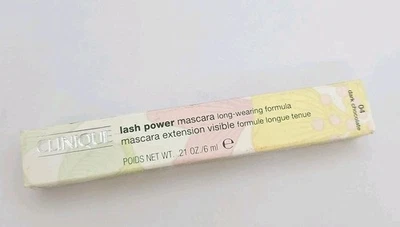 CLINIQUE
lash power mascara long-wearing formula
mascara extension visible formule longue tenue
POIDS NET WT .21 OZ./6 ml ℮
04
dark chocolate